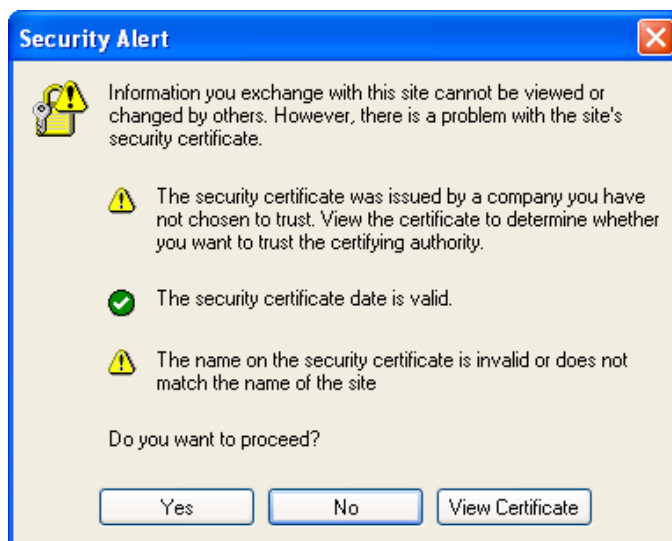 Security Alert
Information you exchange with this site cannot be viewed or
changed by others. However, there is a problem with the site's
security certificate.
The security certificate was issued by a company you have
not chosen to trust. View the certificate to determine whether
you want to trust the certifying authority.
The security certificate date is valid.
The name on the security certificate is invalid or does not
match the name of the site
Do you want to proceed?
Yes No View Certificate